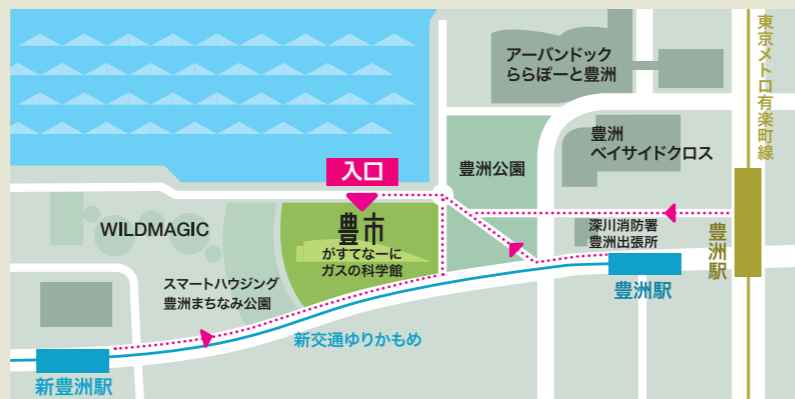 アーバンドック
ららぽーと豊洲
東京メトロ有楽町線
豊洲
ベイサイドクロス
豊洲公園
入口
豊市
がすてなーに
ガスの科学館
WILDMAGIC
深川消防署
豊洲出張所
豊洲駅
豊洲駅
スマートハウジング
豊洲まちなみ公園
新交通ゆりかもめ
新豊洲駅